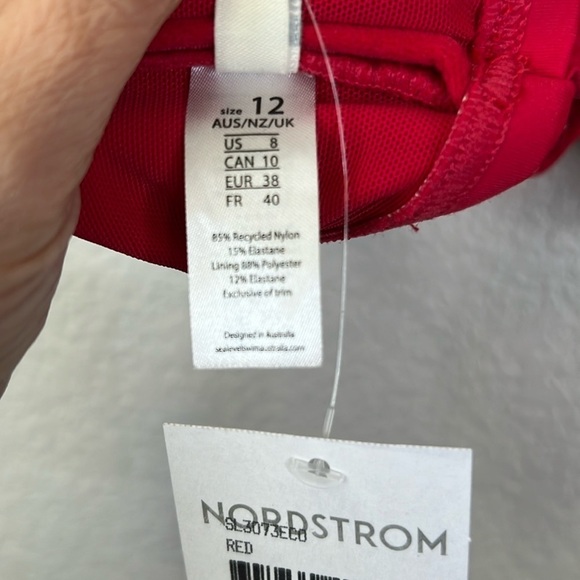 size 12
AUS/NZ/UK
US 8
CAN 10
EUR 38
FR 40
85% Recycled Nylon
15% Elastane
Lining 88% Polyester
12% Elastane
Exclusive of trim
Designed in Australia
sealevelswimaustralia.com
NORDSTROM
SL3073ECO
RED